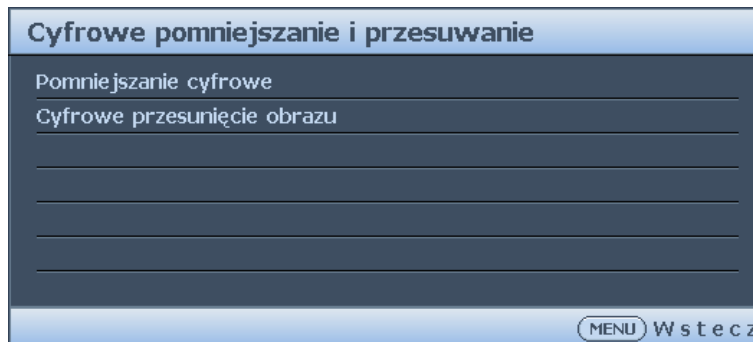 Cyfrowe pomniejszanie i przesuwanie
Pomniejszanie cyfrowe
Cyfrowe przesunięcie obrazu
MENU Wstecz